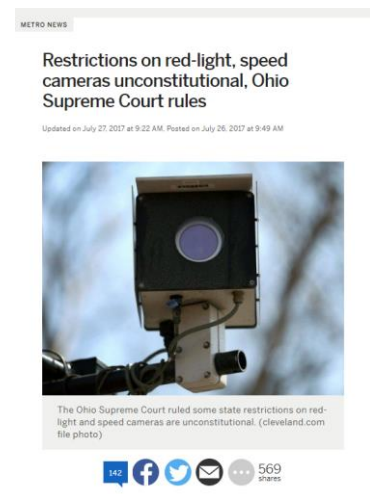 METRO NEWS
Restrictions on red-light, speed
cameras unconstitutional, Ohio
Supreme Court rules
Updated on July 27, 2017 at 9:22 AM, Posted on July 26, 2017 at 9:49 AM
The Ohio Supreme Court ruled some state restrictions on red-
light and speed cameras are unconstitutional. (cleveland.com
file photo)
142
569
shares